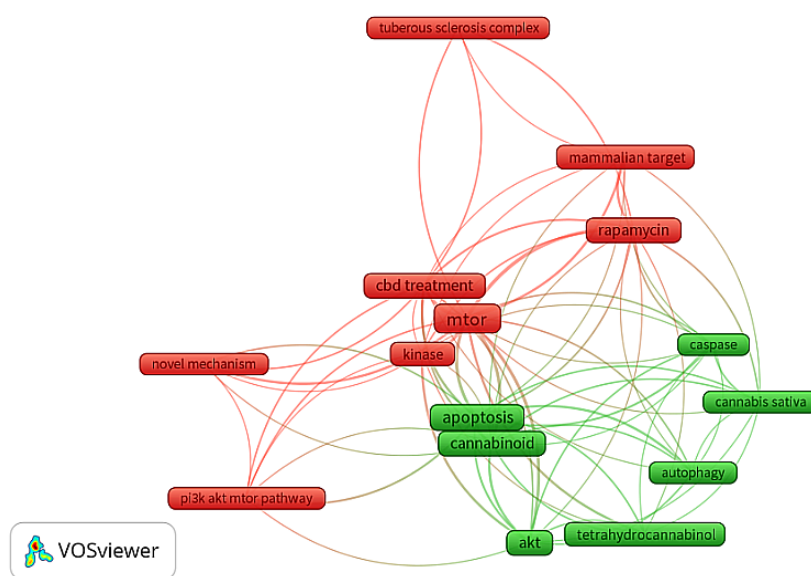 tuberous sclerosis complex
mammalian target
rapamycin
cbd treatment
mtor
caspase
kinase
novel mechanism
cannabis sativa
apoptosis
cannabinoid
autophagy
pi3k akt mtor pathway
tetrahydrocannabinol
akt
VOSviewer